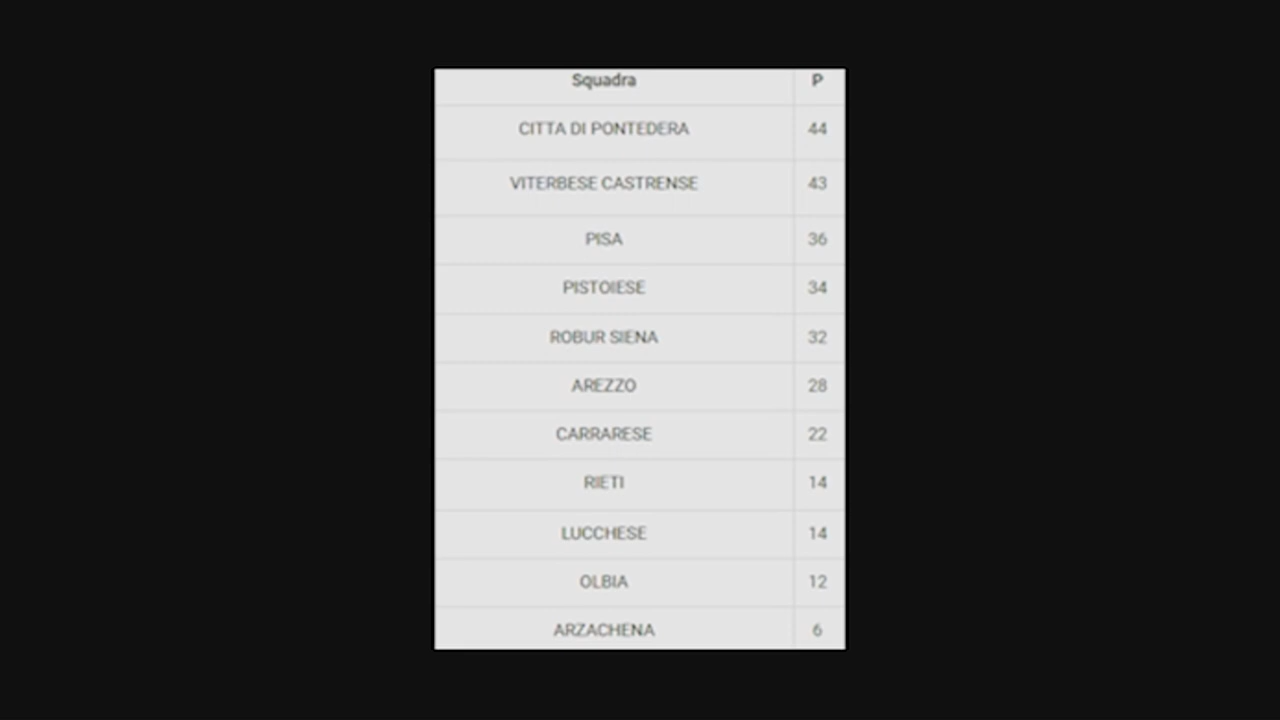 Squadra P
CITTA DI PONTEDERA 44
VITERBESE CASTRENSE 43
PISA 36
PISTOIESE 34
ROBUR SIENA 32
AREZZO 28
CARRARESE 22
RIETI 14
LUCCHESE 14
OLBIA 12
ARZACHENA 6